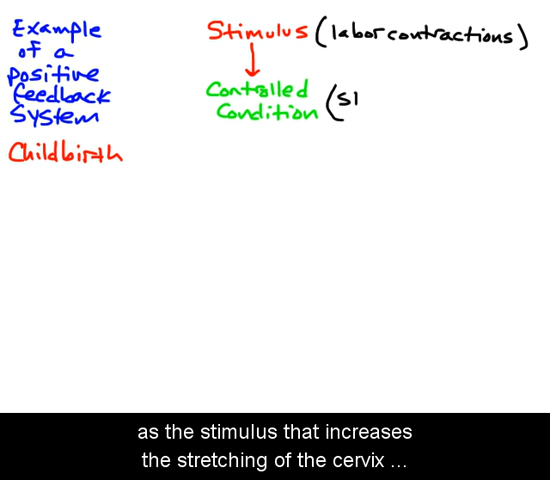 Example
of a
positive
feedback
system
Childbirth
Stimulus (labor contractions)
Controlled
Condition (
as the stimulus that increases
the stretching of the cervix ...